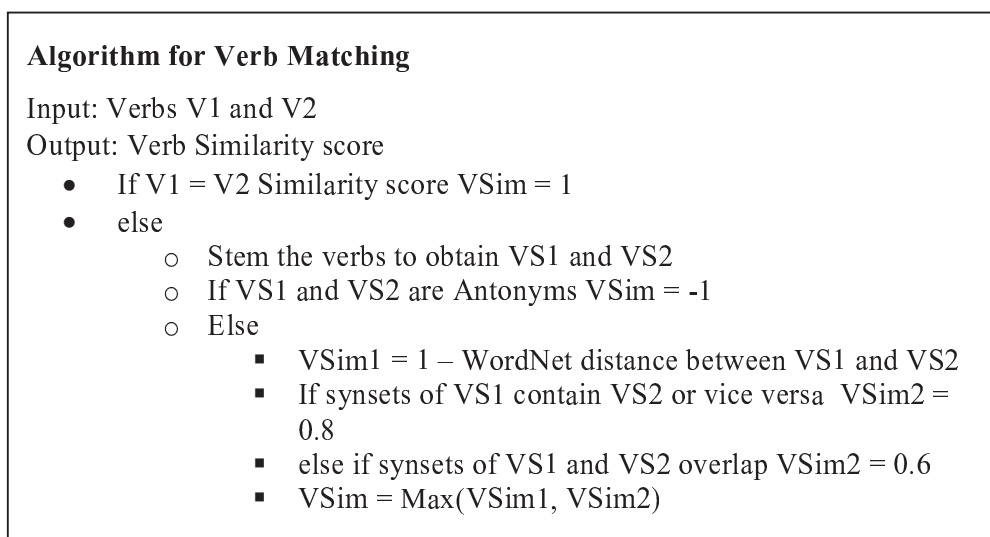 Algorithm for Verb Matching
Input: Verbs V1 and V2
Output: Verb Similarity score
• If V1 = V2 Similarity score VSim = 1
• else
o Stem the verbs to obtain VS1 and VS2
o If VS1 and VS2 are Antonyms VSim = -1
o Else
▪ VSim1 = 1 – WordNet distance between VS1 and VS2
▪ If synsets of VS1 contain VS2 or vice versa VSim2 =
0.8
▪ else if synsets of VS1 and VS2 overlap VSim2 = 0.6
▪ VSim = Max(VSim1, VSim2)